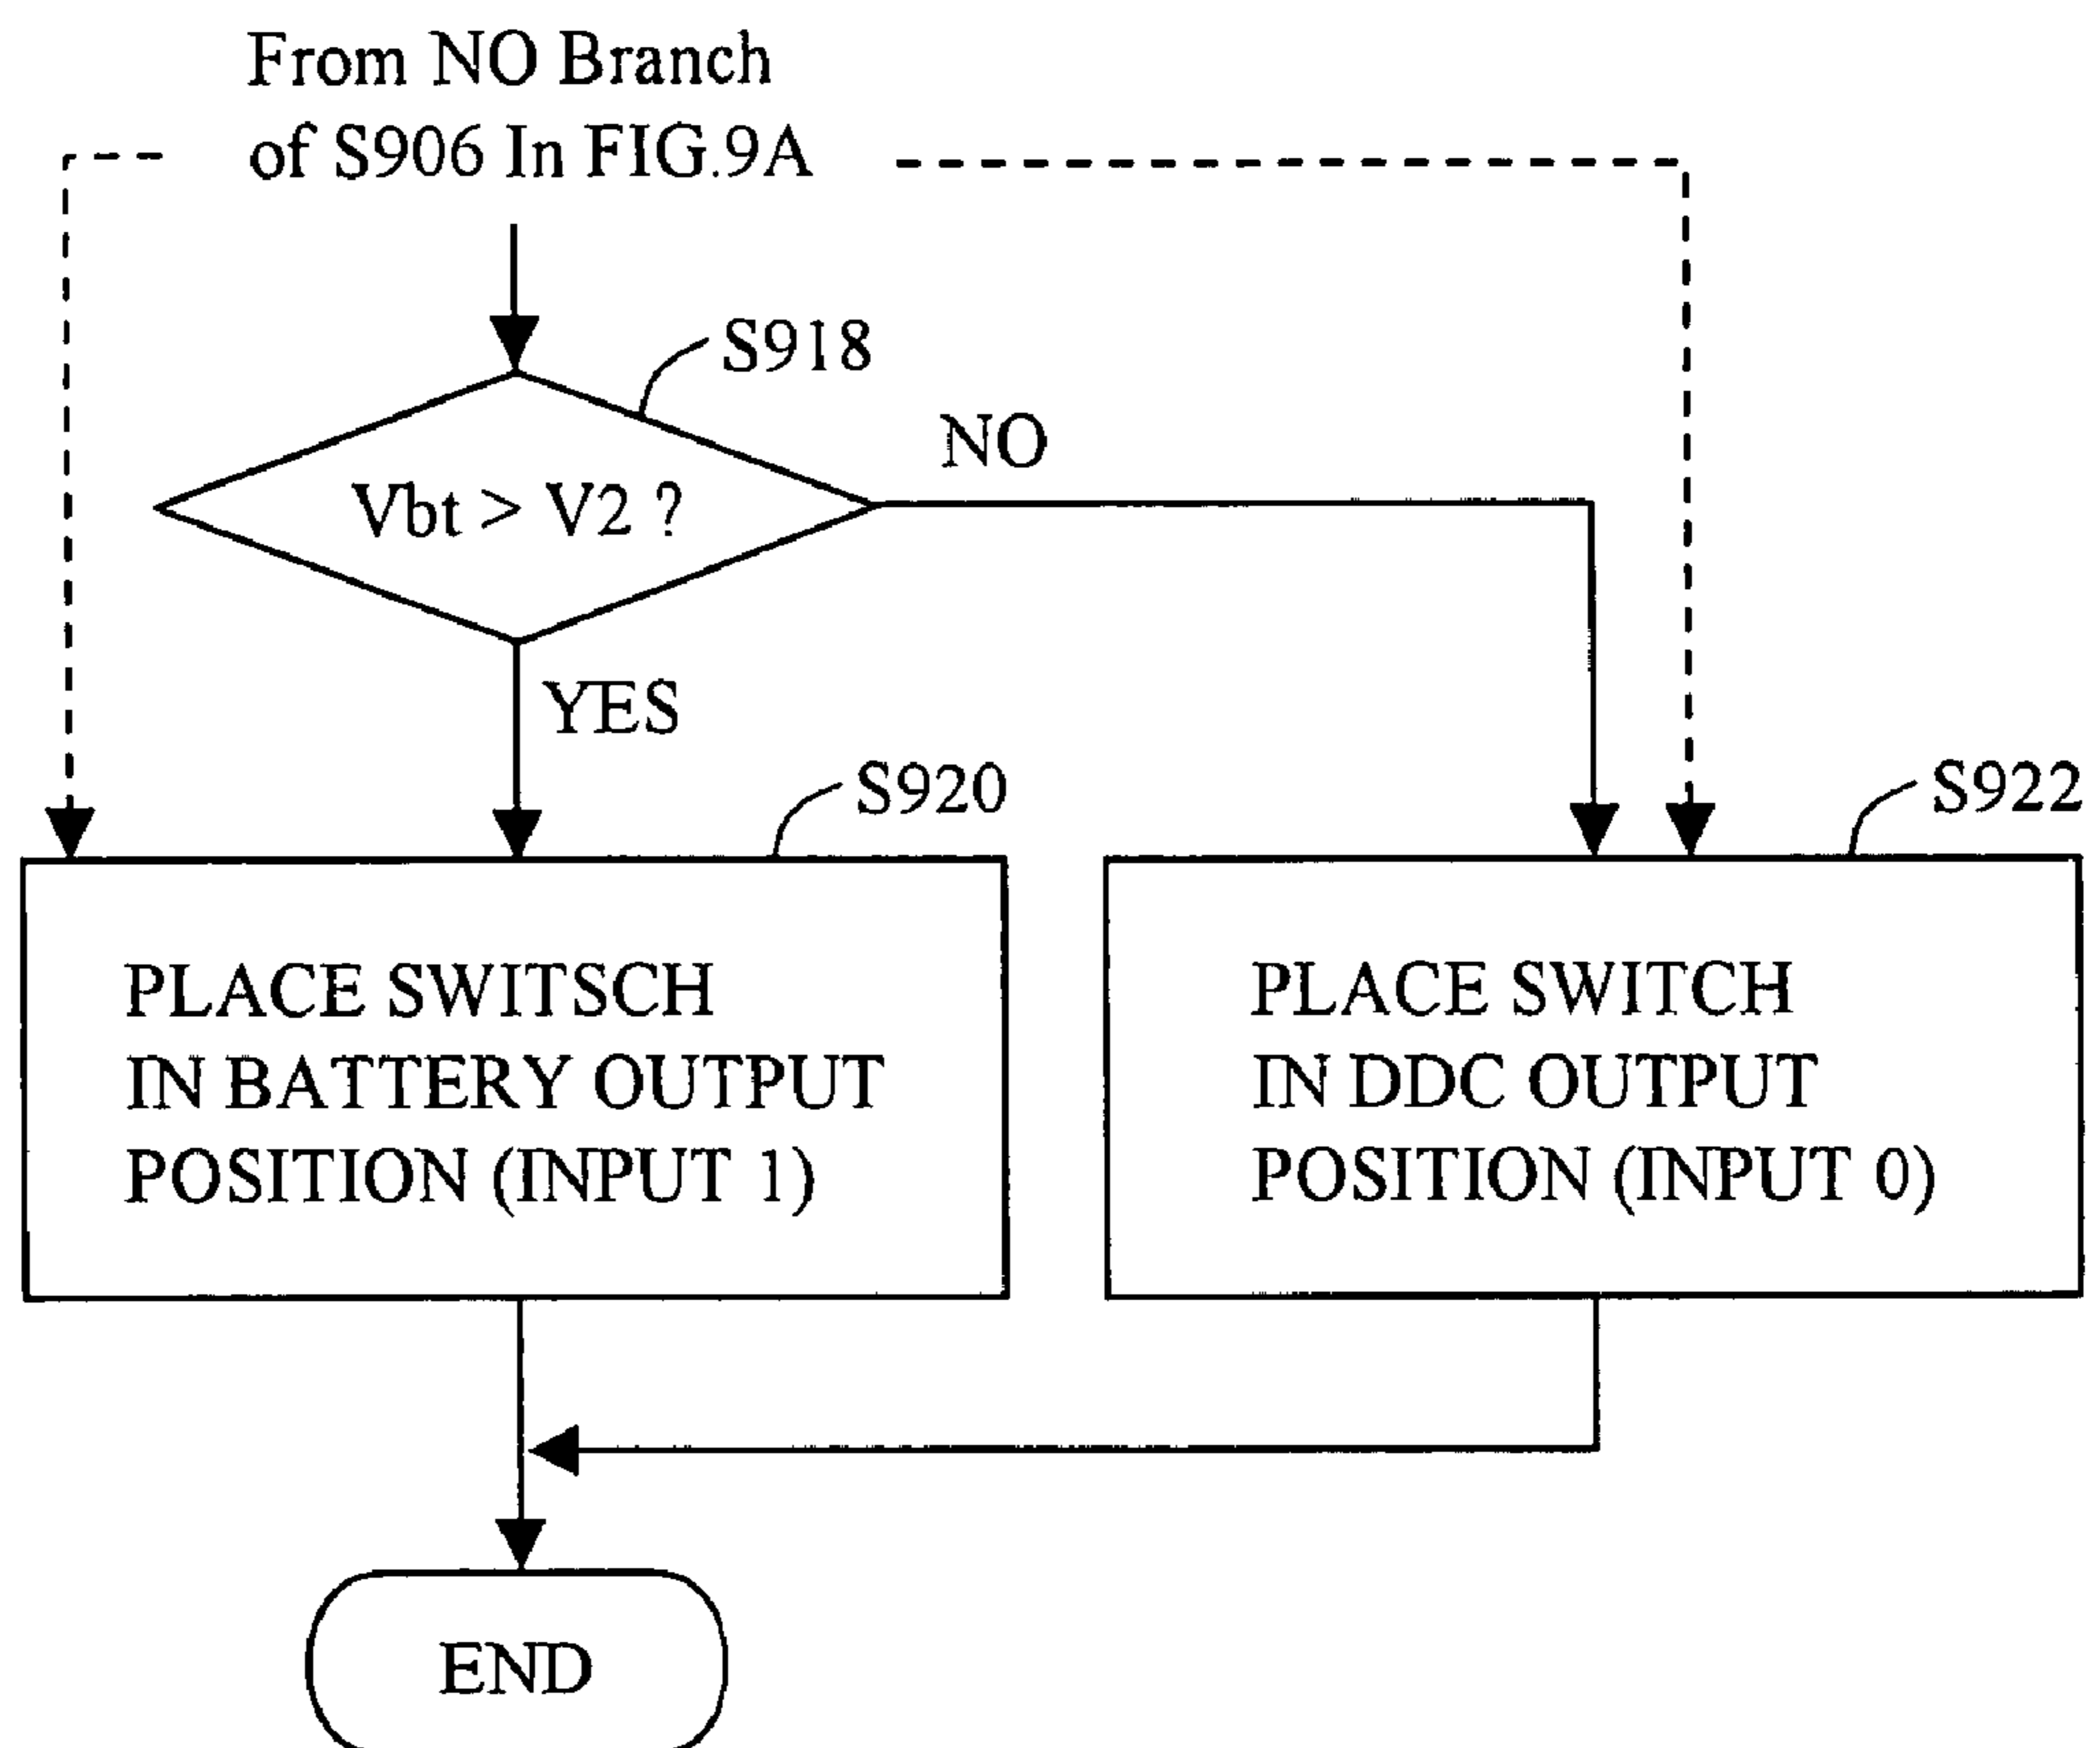 From NO Branch
of S906 In FIG.9A
S918
NO
Vbt > V2 ?
YES
S920
S922
PLACE SWITSCH
IN BATTERY OUTPUT
POSITION (INPUT 1)
PLACE SWITCH
IN DDC OUTPUT
POSITION (INPUT 0)
END